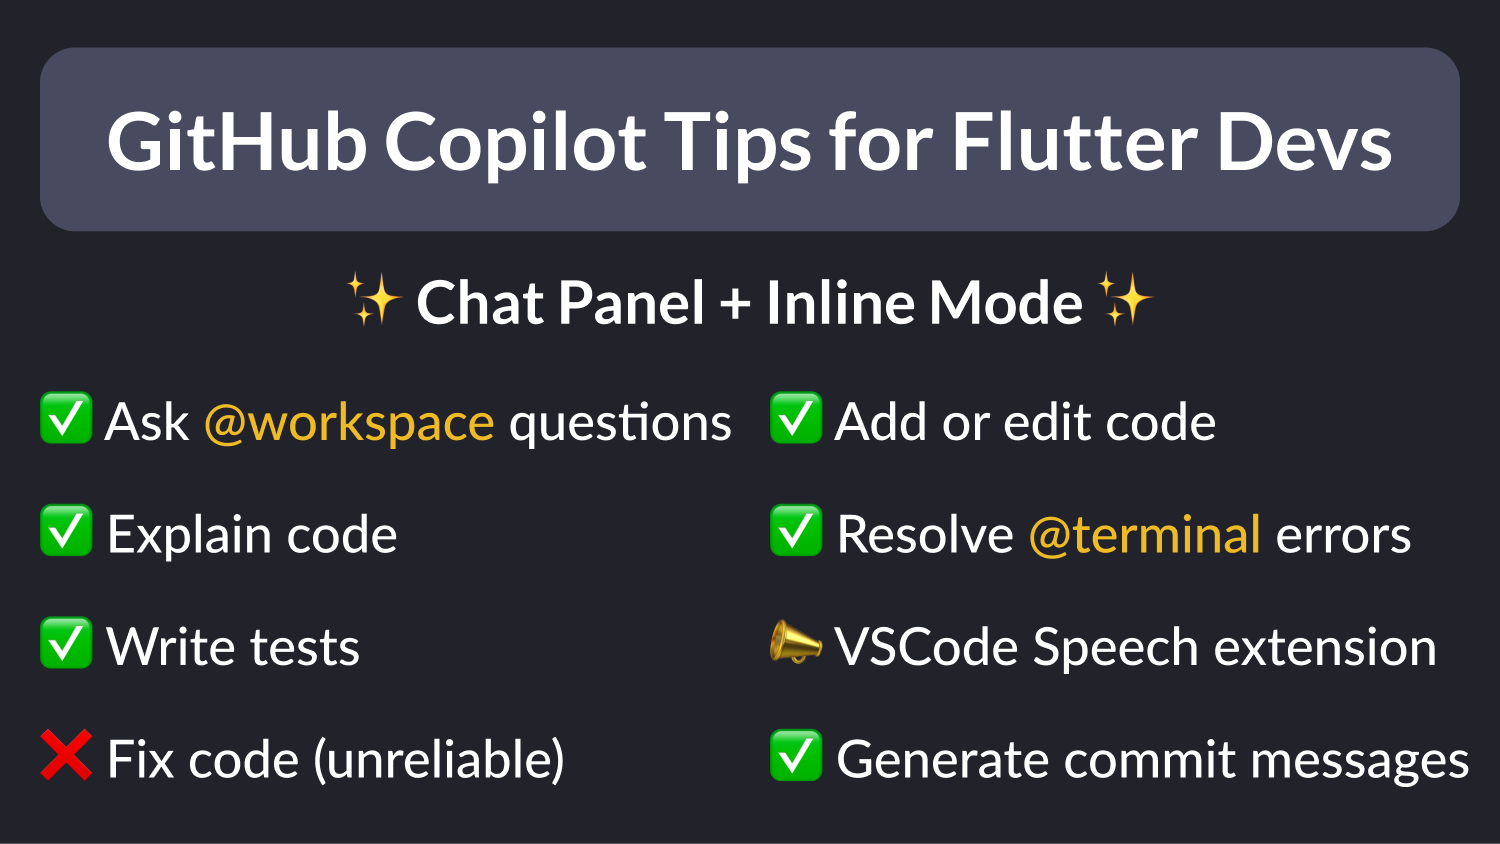 GitHub Copilot Tips for Flutter Devs
✨ Chat Panel + Inline Mode ✨
✅ Ask @workspace questions
✅ Explain code
✅ Write tests
❌ Fix code (unreliable)
✅ Add or edit code
✅ Resolve @terminal errors
📣 VSCode Speech extension
✅ Generate commit messages